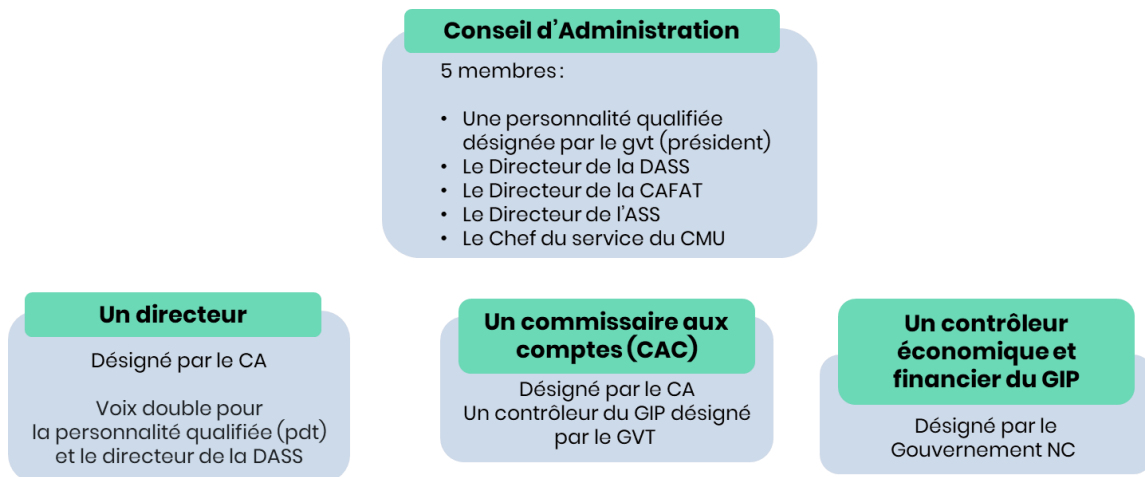 Conseil d'Administration
5 membres :
• Une personnalité qualifiée
désignée par le gvt (président)
• Le Directeur de la DASS
• Le Directeur de la CAFAT
• Le Directeur de l'ASS
• Le Chef du service du CMU
Un directeur
Désigné par le CA
Voix double pour
la personnalité qualifiée (pdt)
et le directeur de la DASS
Un commissaire aux
comptes (CAC)
Désigné par le CA
Un contrôleur du GIP désigné
par le GVT
Un contrôleur
économique et
financier du GIP
Désigné par le
Gouvernement NC